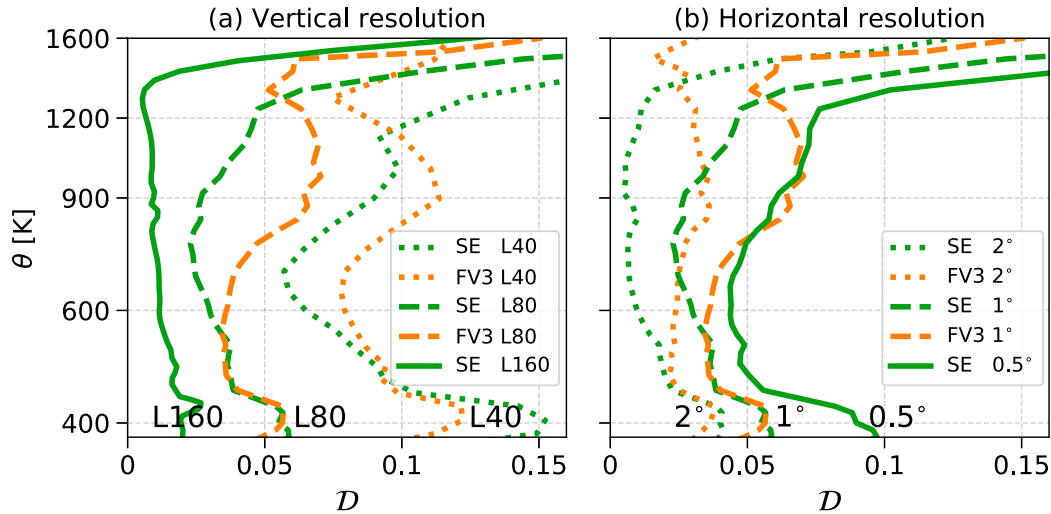 (a) Vertical resolution
1600
1200
900
600
400
θ [K]
SE L40
FV3 L40
SE L80
FV3 L80
SE L160
L160
L80
L40
0
0.05
0.1
0.15
𝒟
(b) Horizontal resolution
SE 2°
FV3 2°
SE 1°
FV3 1°
SE 0.5°
2°
1°
0.5°
0
0.05
0.1
0.15
𝒟